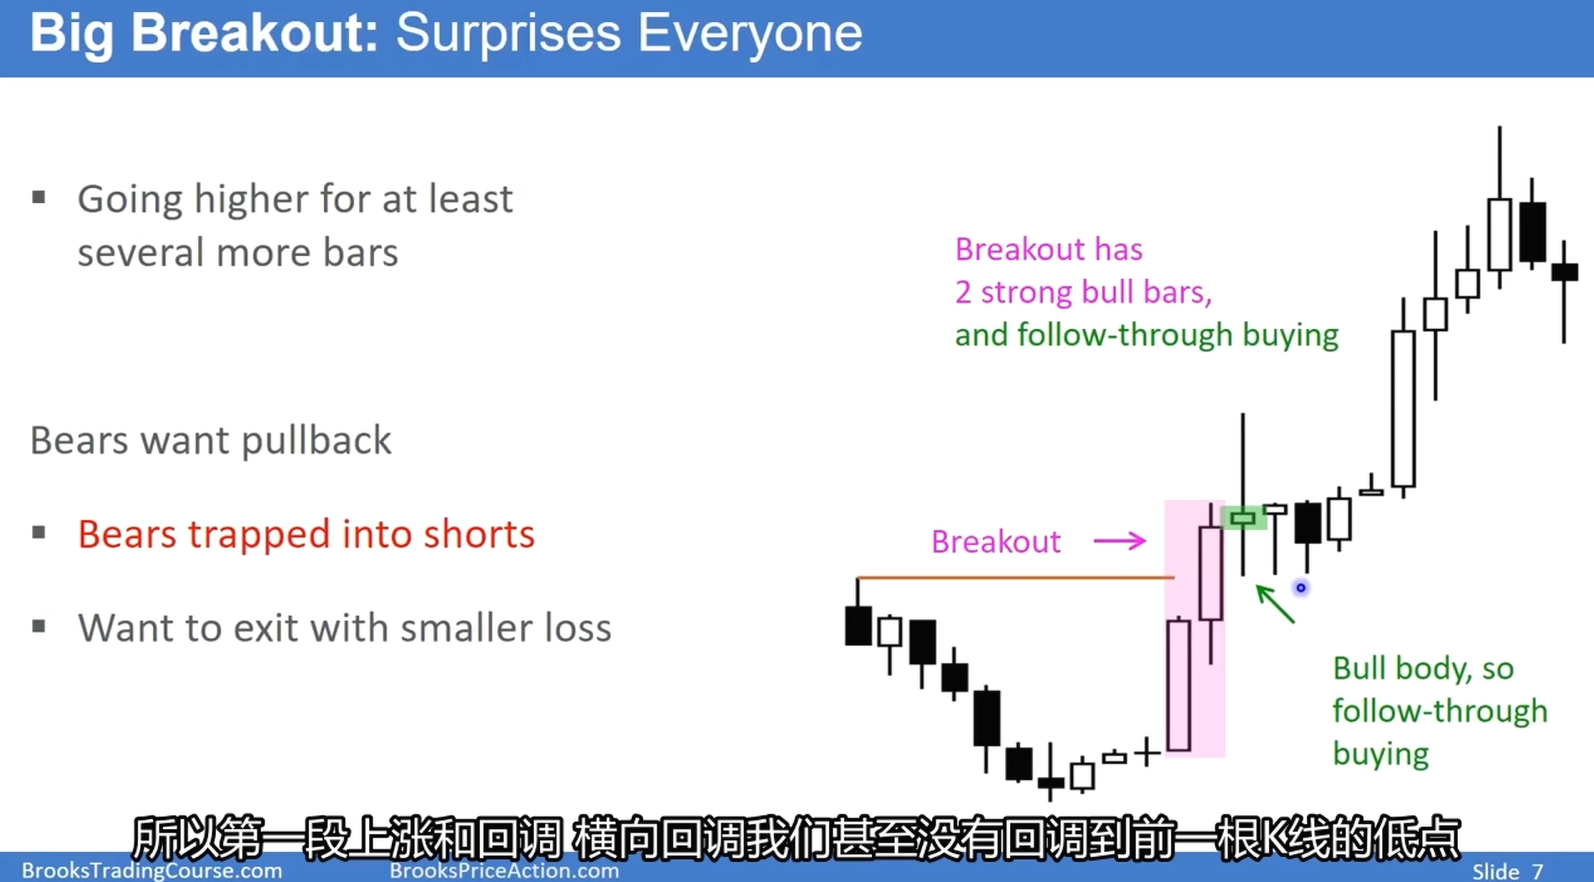 Big Breakout: Surprises Everyone
▪ Going higher for at least
several more bars
Bears want pullback
▪ Bears trapped into shorts
▪ Want to exit with smaller loss
Breakout has
2 strong bull bars,
and follow-through buying
Breakout
Bull body, so
follow-through
buying
所以第一段上涨和回调 横向回调我们甚至没有回调到前一根K线的低点
BrooksTradingCourse.com
BrooksPriceAction.com
Slide 7